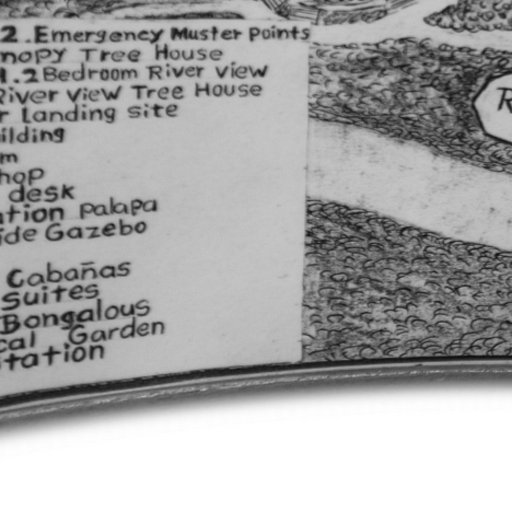 2. Emergency Muster Points
nopy Tree House
1. 2 Bedroom River view
River view Tree House
r landing site
ilding
m
hop
desk
ation palapa
ide Gazebo
Cabañas
Suites
Bongalous
cal Garden
tation
R